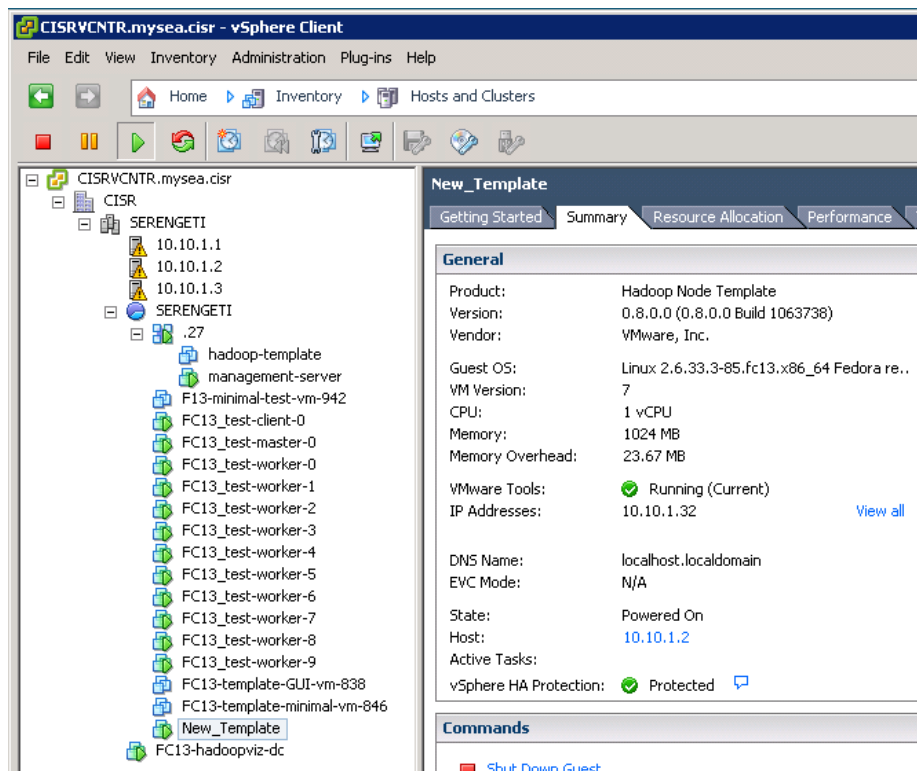 CISRVCNTR.mysea.cisr - vSphere Client
File Edit View Inventory Administration Plug-ins Help
Home Inventory Hosts and Clusters
CISRVCNTR.mysea.cisr
CISR
SERENGETI
10.10.1.1
10.10.1.2
10.10.1.3
SERENGETI
.27
hadoop-template
management-server
F13-minimal-test-vm-942
FC13_test-client-0
FC13_test-master-0
FC13_test-worker-0
FC13_test-worker-1
FC13_test-worker-2
FC13_test-worker-3
FC13_test-worker-4
FC13_test-worker-5
FC13_test-worker-6
FC13_test-worker-7
FC13_test-worker-8
FC13_test-worker-9
FC13-template-GUI-vm-838
FC13-template-minimal-vm-846
New_Template
FC13-hadoopviz-dc
New_Template
Getting Started Summary Resource Allocation Performance
General
Product: Hadoop Node Template
Version: 0.8.0.0 (0.8.0.0 Build 1063738)
Vendor: VMware, Inc.
Guest OS: Linux 2.6.33.3-85.fc13.x86_64 Fedora re..
VM Version: 7
CPU: 1 vCPU
Memory: 1024 MB
Memory Overhead: 23.67 MB
VMware Tools: Running (Current)
IP Addresses: 10.10.1.32 View all
DNS Name: localhost.localdomain
EVC Mode: N/A
State: Powered On
Host: 10.10.1.2
Active Tasks:
vSphere HA Protection: Protected
Commands
Shut Down Guest